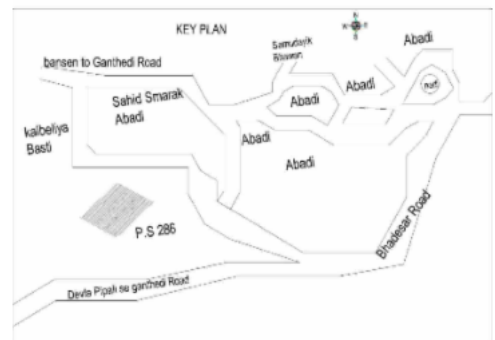 KEY PLAN
Samudayik
Bhawan
Abadi
bansen to Ganthedi Road
Abadi
Sahid Smarak
Abadi
Abadi
kalbeliya
Basti
Abadi
Abadi
P.S 286
Bhadesar Road
Devla Pipali se ganthedi Road